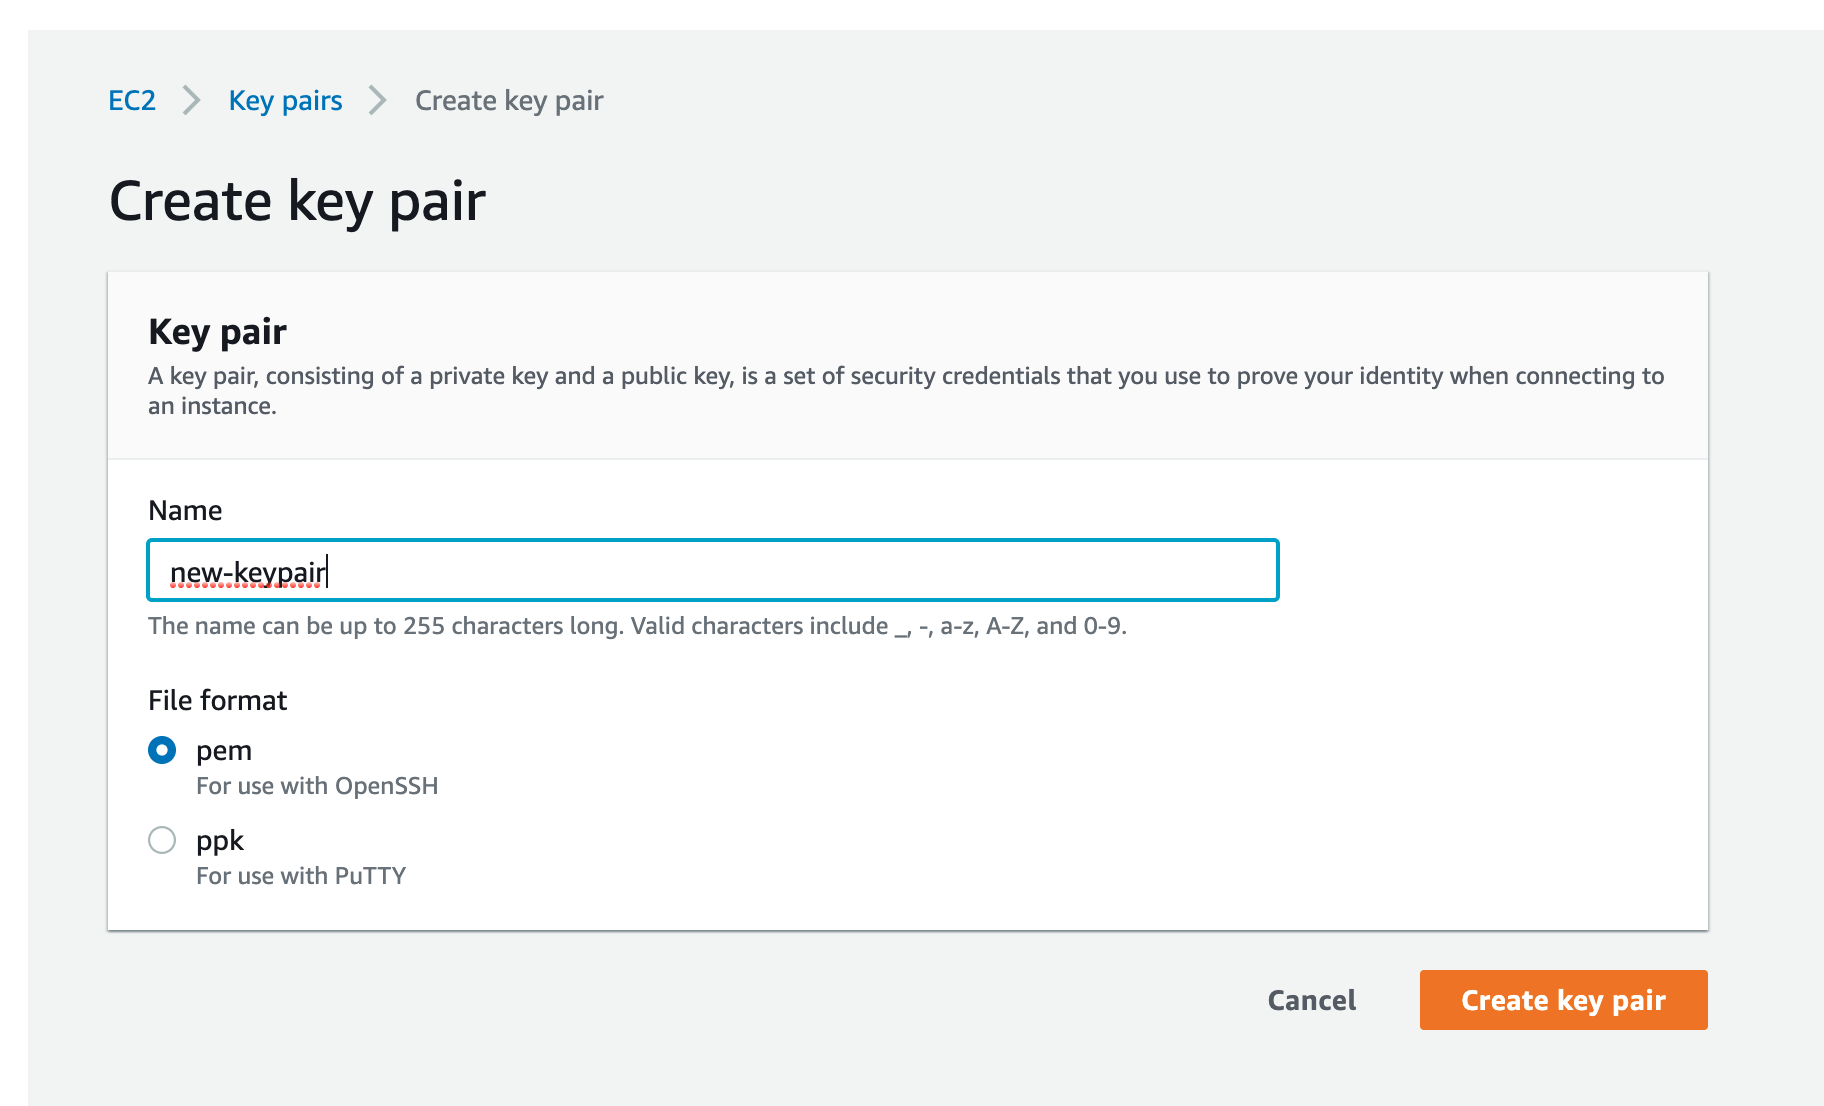 EC2 > Key pairs > Create key pair
Create key pair
Key pair
A key pair, consisting of a private key and a public key, is a set of security credentials that you use to prove your identity when connecting to
an instance.
Name
new-keypair
The name can be up to 255 characters long. Valid characters include _, -, a-z, A-Z, and 0-9.
File format
pem
For use with OpenSSH
ppk
For use with PuTTY
Cancel Create key pair